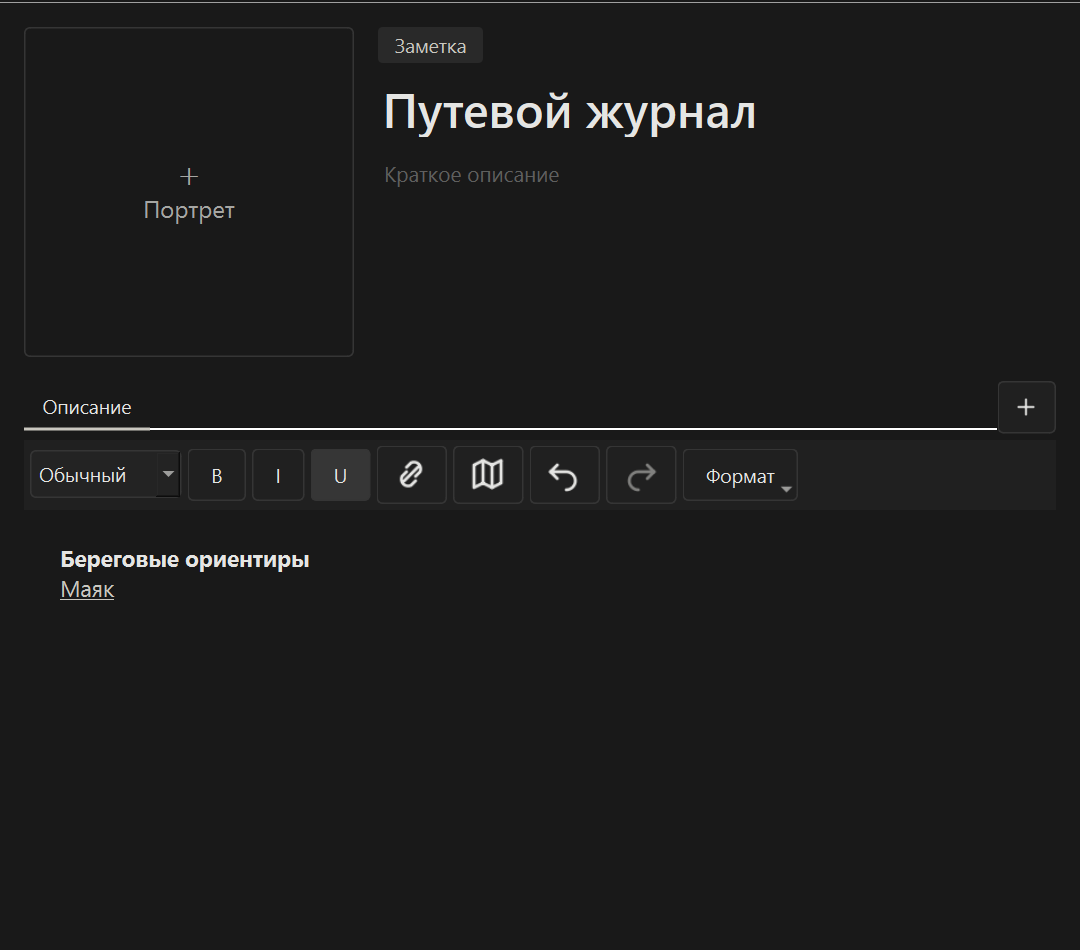 Заметка
Путевой журнал
Краткое описание
+
Портрет
Описание
+
Обычный B I U Формат
Береговые ориентиры
Маяк